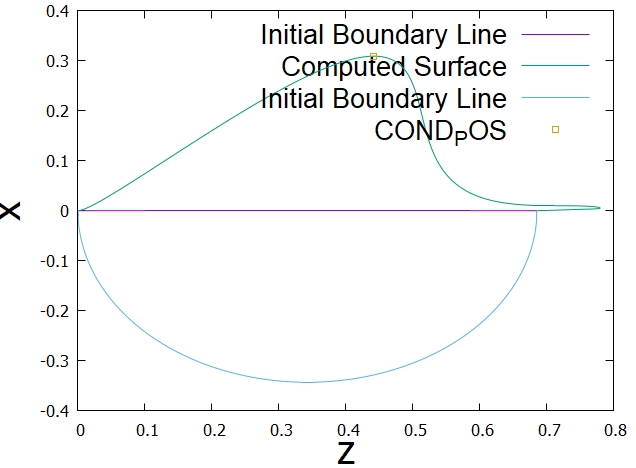 0.4
Initial Boundary Line
0.3
Computed Surface
Initial Boundary Line
0.2
CONDPOS
0.1
X
0
-0.1
-0.2
-0.3
-0.4
0 0.1 0.2 0.3 0.4 0.5 0.6 0.7 0.8
Z